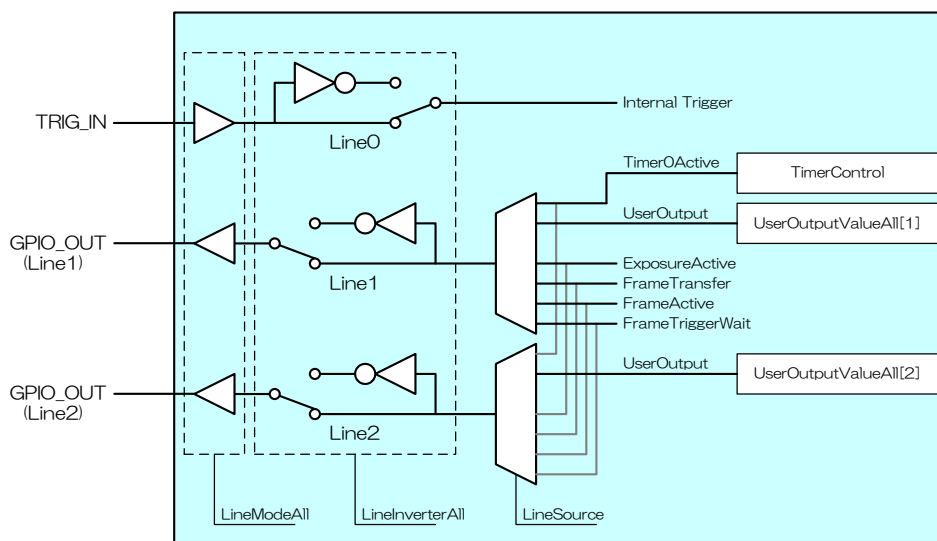 Internal Trigger
TRIG_IN
Line0
Timer0Active
TimerControl
UserOutput
UserOutputValueAll[1]
GPIO_OUT
(Line1)
Line1
ExposureActive
FrameTransfer
FrameActive
FrameTriggerWait
UserOutput
UserOutputValueAll[2]
GPIO_OUT
(Line2)
Line2
LineModeAll
LineInverterAll
LineSource